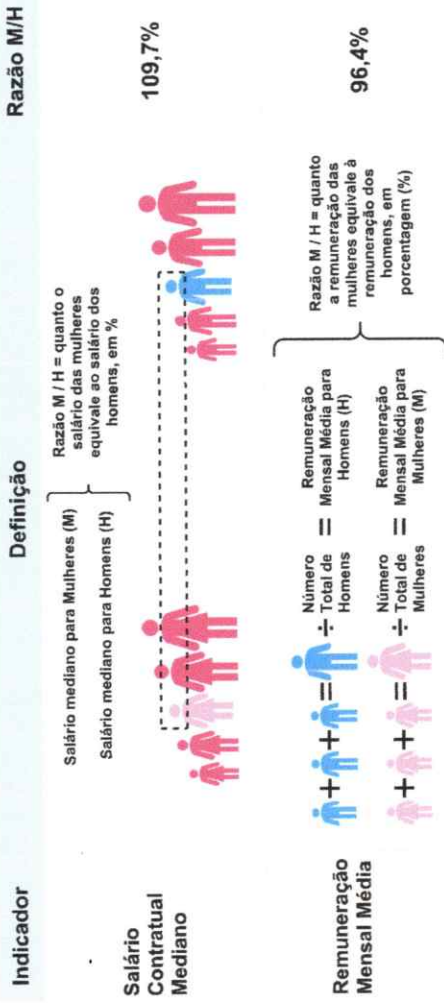 Indicador
Definição
Razão M/H
Salário
Contratual
Mediano
Salário mediano para Mulheres (M)
Salário mediano para Homens (H)
Razão M / H = quanto o
salário das mulheres
equivale ao salário dos
homens, em %
109,7%
Remuneração
Mensal Média
+ + = ÷
Número
Total de
Homens
=
Remuneração
Mensal Média para
Homens (H)
+ + = ÷
Número
Total de
Mulheres
=
Remuneração
Mensal Média para
Mulheres (M)
Razão M / H = quanto
a remuneração das
mulheres equivale à
remuneração dos
homens, em
porcentagem (%)
96,4%